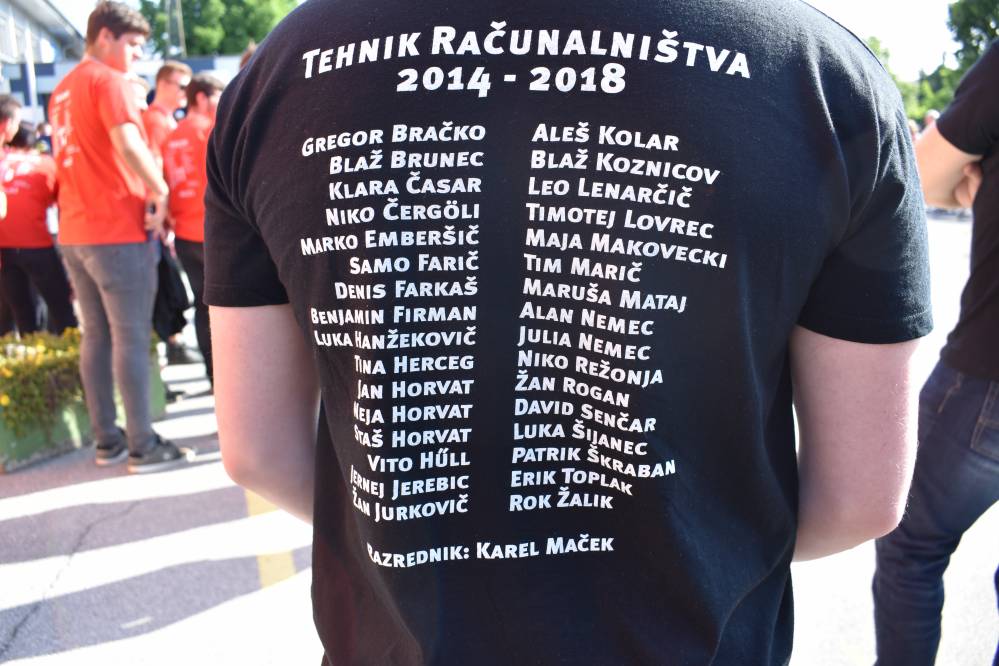 Tehnik Računalništva
2014 - 2018
Gregor Bračko
Blaž Brunec
Klara Časar
Niko Čergöli
Marko Emberšič
Samo Farič
Denis Farkaš
Benjamin Firman
Luka Hanžekovič
Tina Herceg
Jan Horvat
Neja Horvat
Staš Horvat
Vito Hűll
Jernej Jerebic
Žan Jurkovič
Aleš Kolar
Blaž Koznicov
Leo Lenarčič
Timotej Lovrec
Maja Makovecki
Tim Marič
Maruša Mataj
Alan Nemec
Julia Nemec
Niko Režonja
Žan Rogan
David Senčar
Luka Šijanec
Patrik Škraban
Erik Toplak
Rok Žalik
Razrednik: Karel Maček